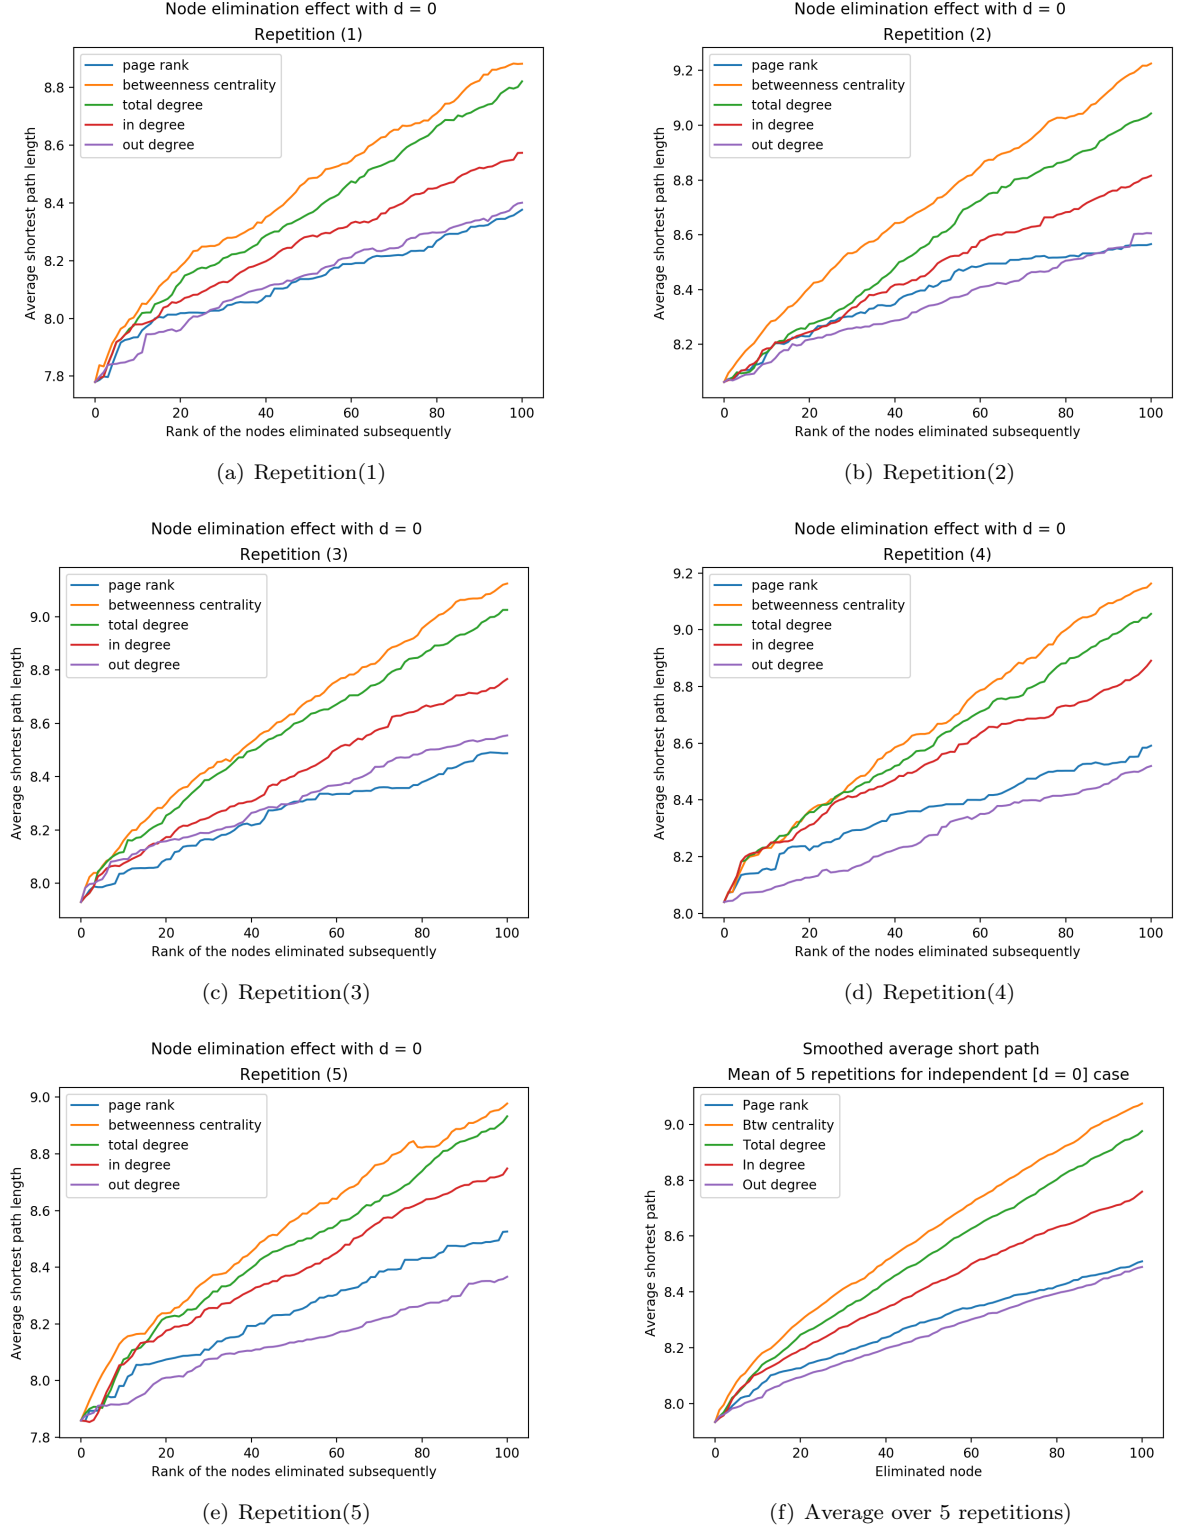 Node elimination effect with d = 0
Repetition (1)
page rank
betweenness centrality
total degree
in degree
out degree
Average shortest path length
8.8
8.6
8.4
8.2
8.0
7.8
0 20 40 60 80 100
Rank of the nodes eliminated subsequently
(a) Repetition(1)
Node elimination effect with d = 0
Repetition (2)
page rank
betweenness centrality
total degree
in degree
out degree
Average shortest path length
9.2
9.0
8.8
8.6
8.4
8.2
0 20 40 60 80 100
Rank of the nodes eliminated subsequently
(b) Repetition(2)
Node elimination effect with d = 0
Repetition (3)
page rank
betweenness centrality
total degree
in degree
out degree
Average shortest path length
9.0
8.8
8.6
8.4
8.2
8.0
0 20 40 60 80 100
Rank of the nodes eliminated subsequently
(c) Repetition(3)
Node elimination effect with d = 0
Repetition (4)
page rank
betweenness centrality
total degree
in degree
out degree
Average shortest path length
9.2
9.0
8.8
8.6
8.4
8.2
8.0
0 20 40 60 80 100
Rank of the nodes eliminated subsequently
(d) Repetition(4)
Node elimination effect with d = 0
Repetition (5)
page rank
betweenness centrality
total degree
in degree
out degree
Average shortest path length
9.0
8.8
8.6
8.4
8.2
8.0
7.8
0 20 40 60 80 100
Rank of the nodes eliminated subsequently
(e) Repetition(5)
Smoothed average short path
Mean of 5 repetitions for independent [d = 0] case
Page rank
Btw centrality
Total degree
In degree
Out degree
Average shortest path
9.0
8.8
8.6
8.4
8.2
8.0
0 20 40 60 80 100
Eliminated node
(f) Average over 5 repetitions)